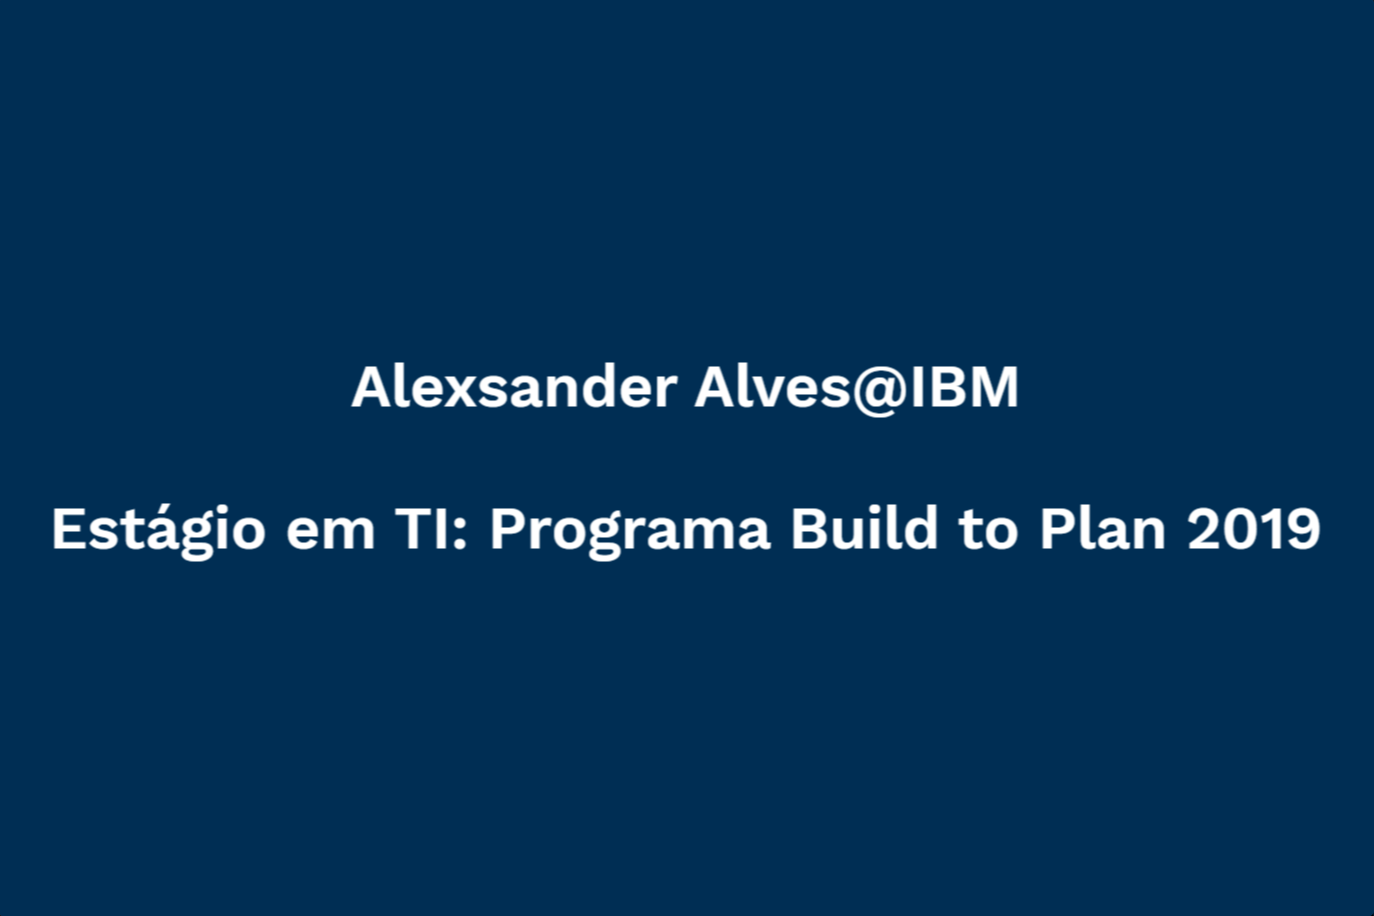 Alexsander Alves@IBM
Estágio em TI: Programa Build to Plan 2019